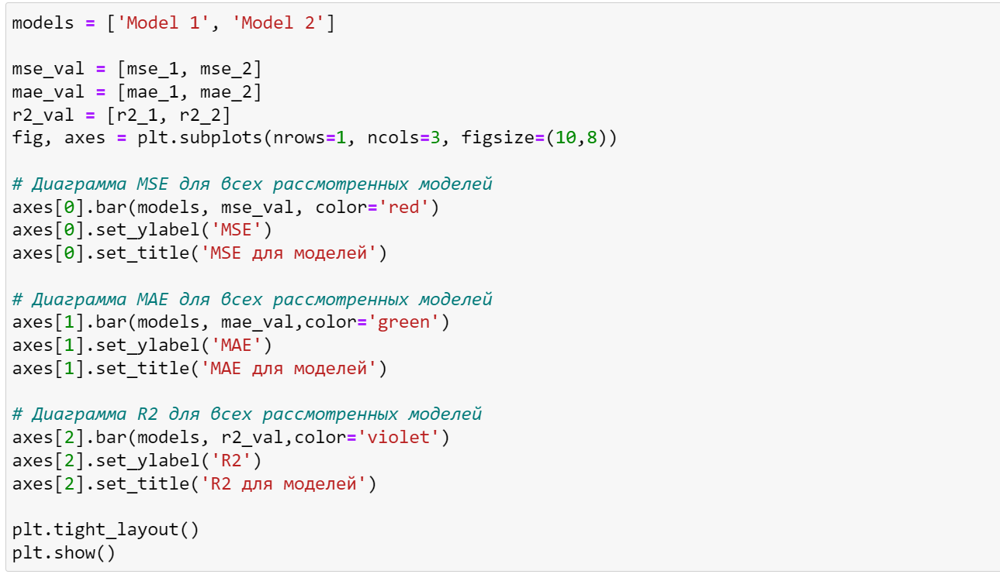 models = ['Model 1', 'Model 2']
mse_val = [mse_1, mse_2]
mae_val = [mae_1, mae_2]
r2_val = [r2_1, r2_2]
fig, axes = plt.subplots(nrows=1, ncols=3, figsize=(10,8))
# Диаграмма MSE для всех рассмотренных моделей
axes[0].bar(models, mse_val, color='red')
axes[0].set_ylabel('MSE')
axes[0].set_title('MSE для моделей')
# Диаграмма MAE для всех рассмотренных моделей
axes[1].bar(models, mae_val,color='green')
axes[1].set_ylabel('MAE')
axes[1].set_title('MAE для моделей')
# Диаграмма R2 для всех рассмотренных моделей
axes[2].bar(models, r2_val,color='violet')
axes[2].set_ylabel('R2')
axes[2].set_title('R2 для моделей')
plt.tight_layout()
plt.show()